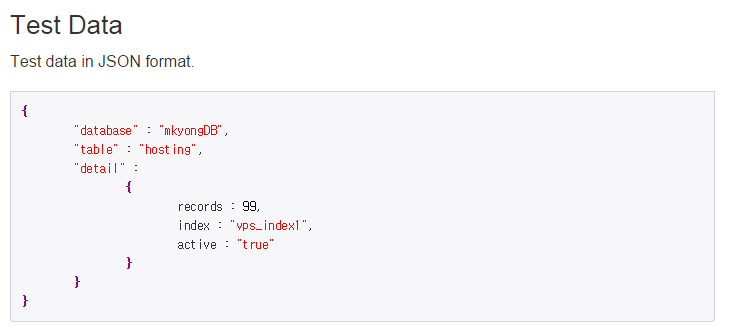 Test Data
Test data in JSON format.
{
"database" : "mkyongDB",
"table" : "hosting",
"detail" :
{
records : 99,
index : "vps_index1",
active : "true"
}
}
}